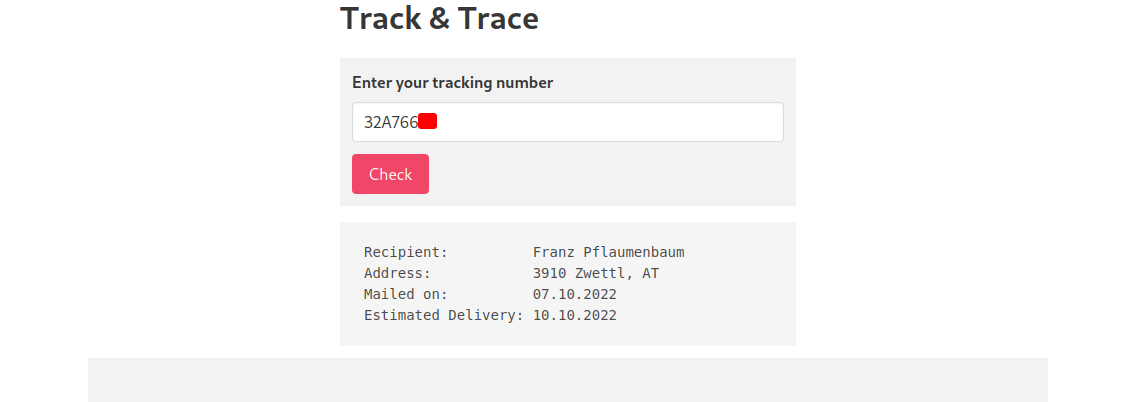 Track & Trace
Enter your tracking number
32A766
Check
Recipient: Franz Pflaumenbaum
Address: 3910 Zwettl, AT
Mailed on: 07.10.2022
Estimated Delivery: 10.10.2022